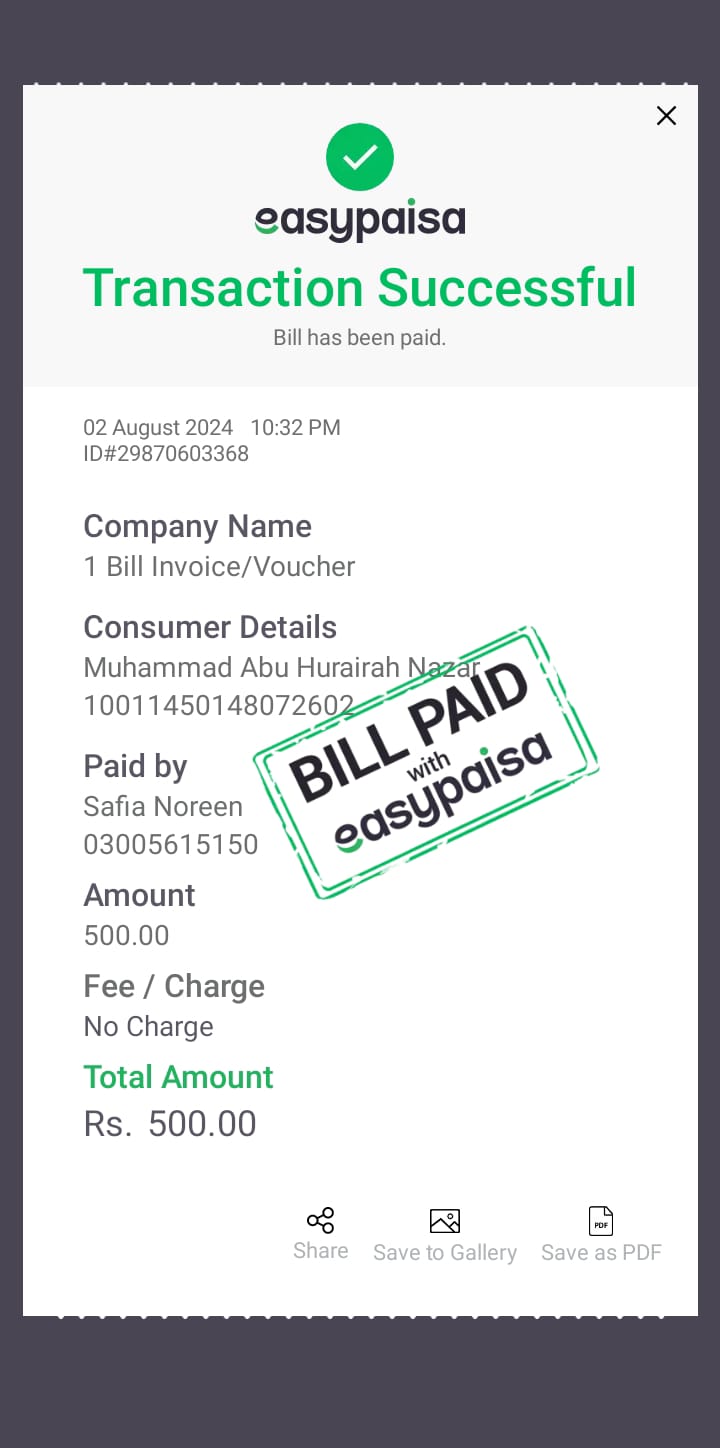 easypaisa
Transaction Successful
Bill has been paid.
02 August 2024 10:32 PM
ID#29870603368
Company Name
1 Bill Invoice/Voucher
Consumer Details
Muhammad Abu Hurairah Nazar
10011450148072602
BILL PAID
with
easypaisa
Paid by
Safia Noreen
03005615150
Amount
500.00
Fee / Charge
No Charge
Total Amount
Rs. 500.00
Share
Save to Gallery
PDF
Save as PDF